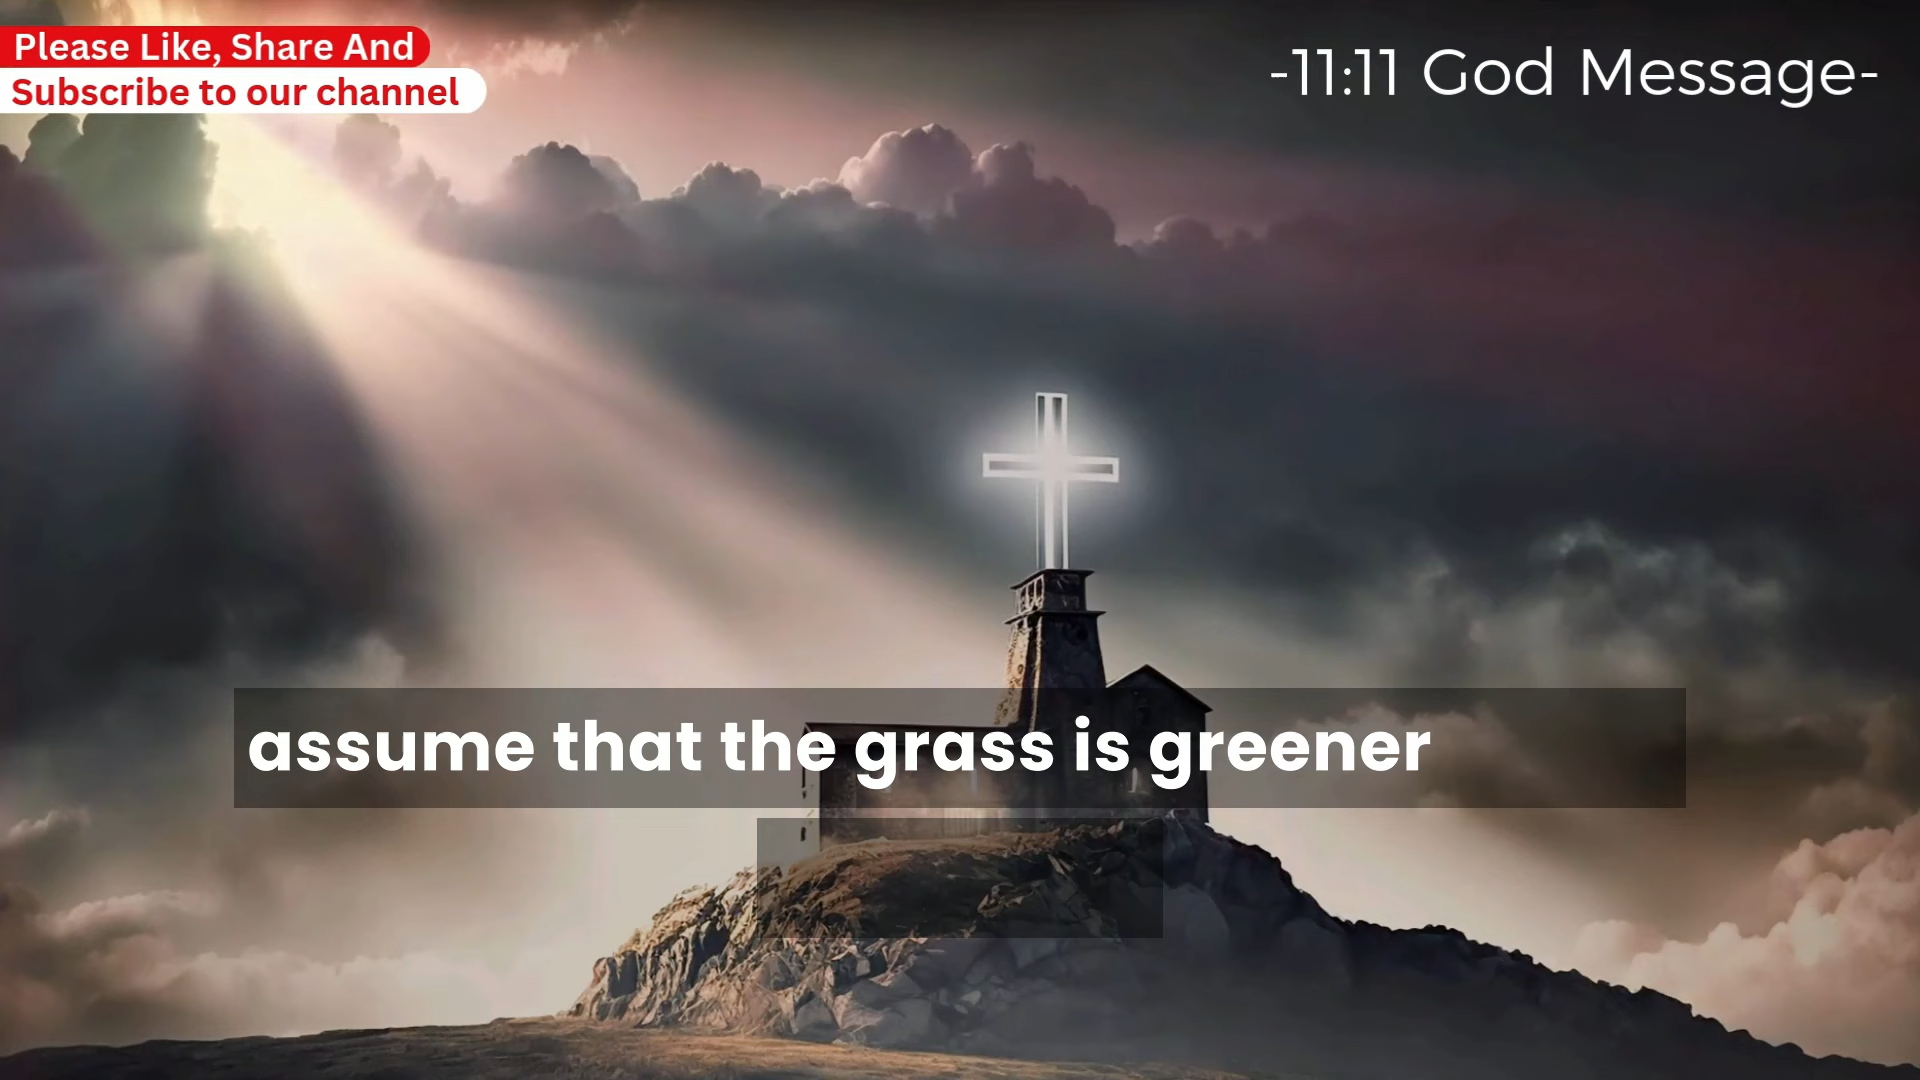 Please Like, Share And
Subscribe to our channel
-11:11 God Message-
assume that the grass is greener